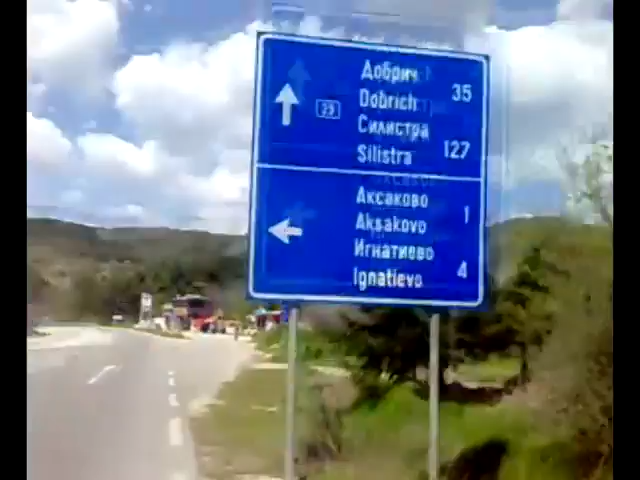 Добрич
Dobrich 35
29
Силистра
Silistra 127
Аксаково
Aksakovo 1
Игнатиево
Ignatievo 4